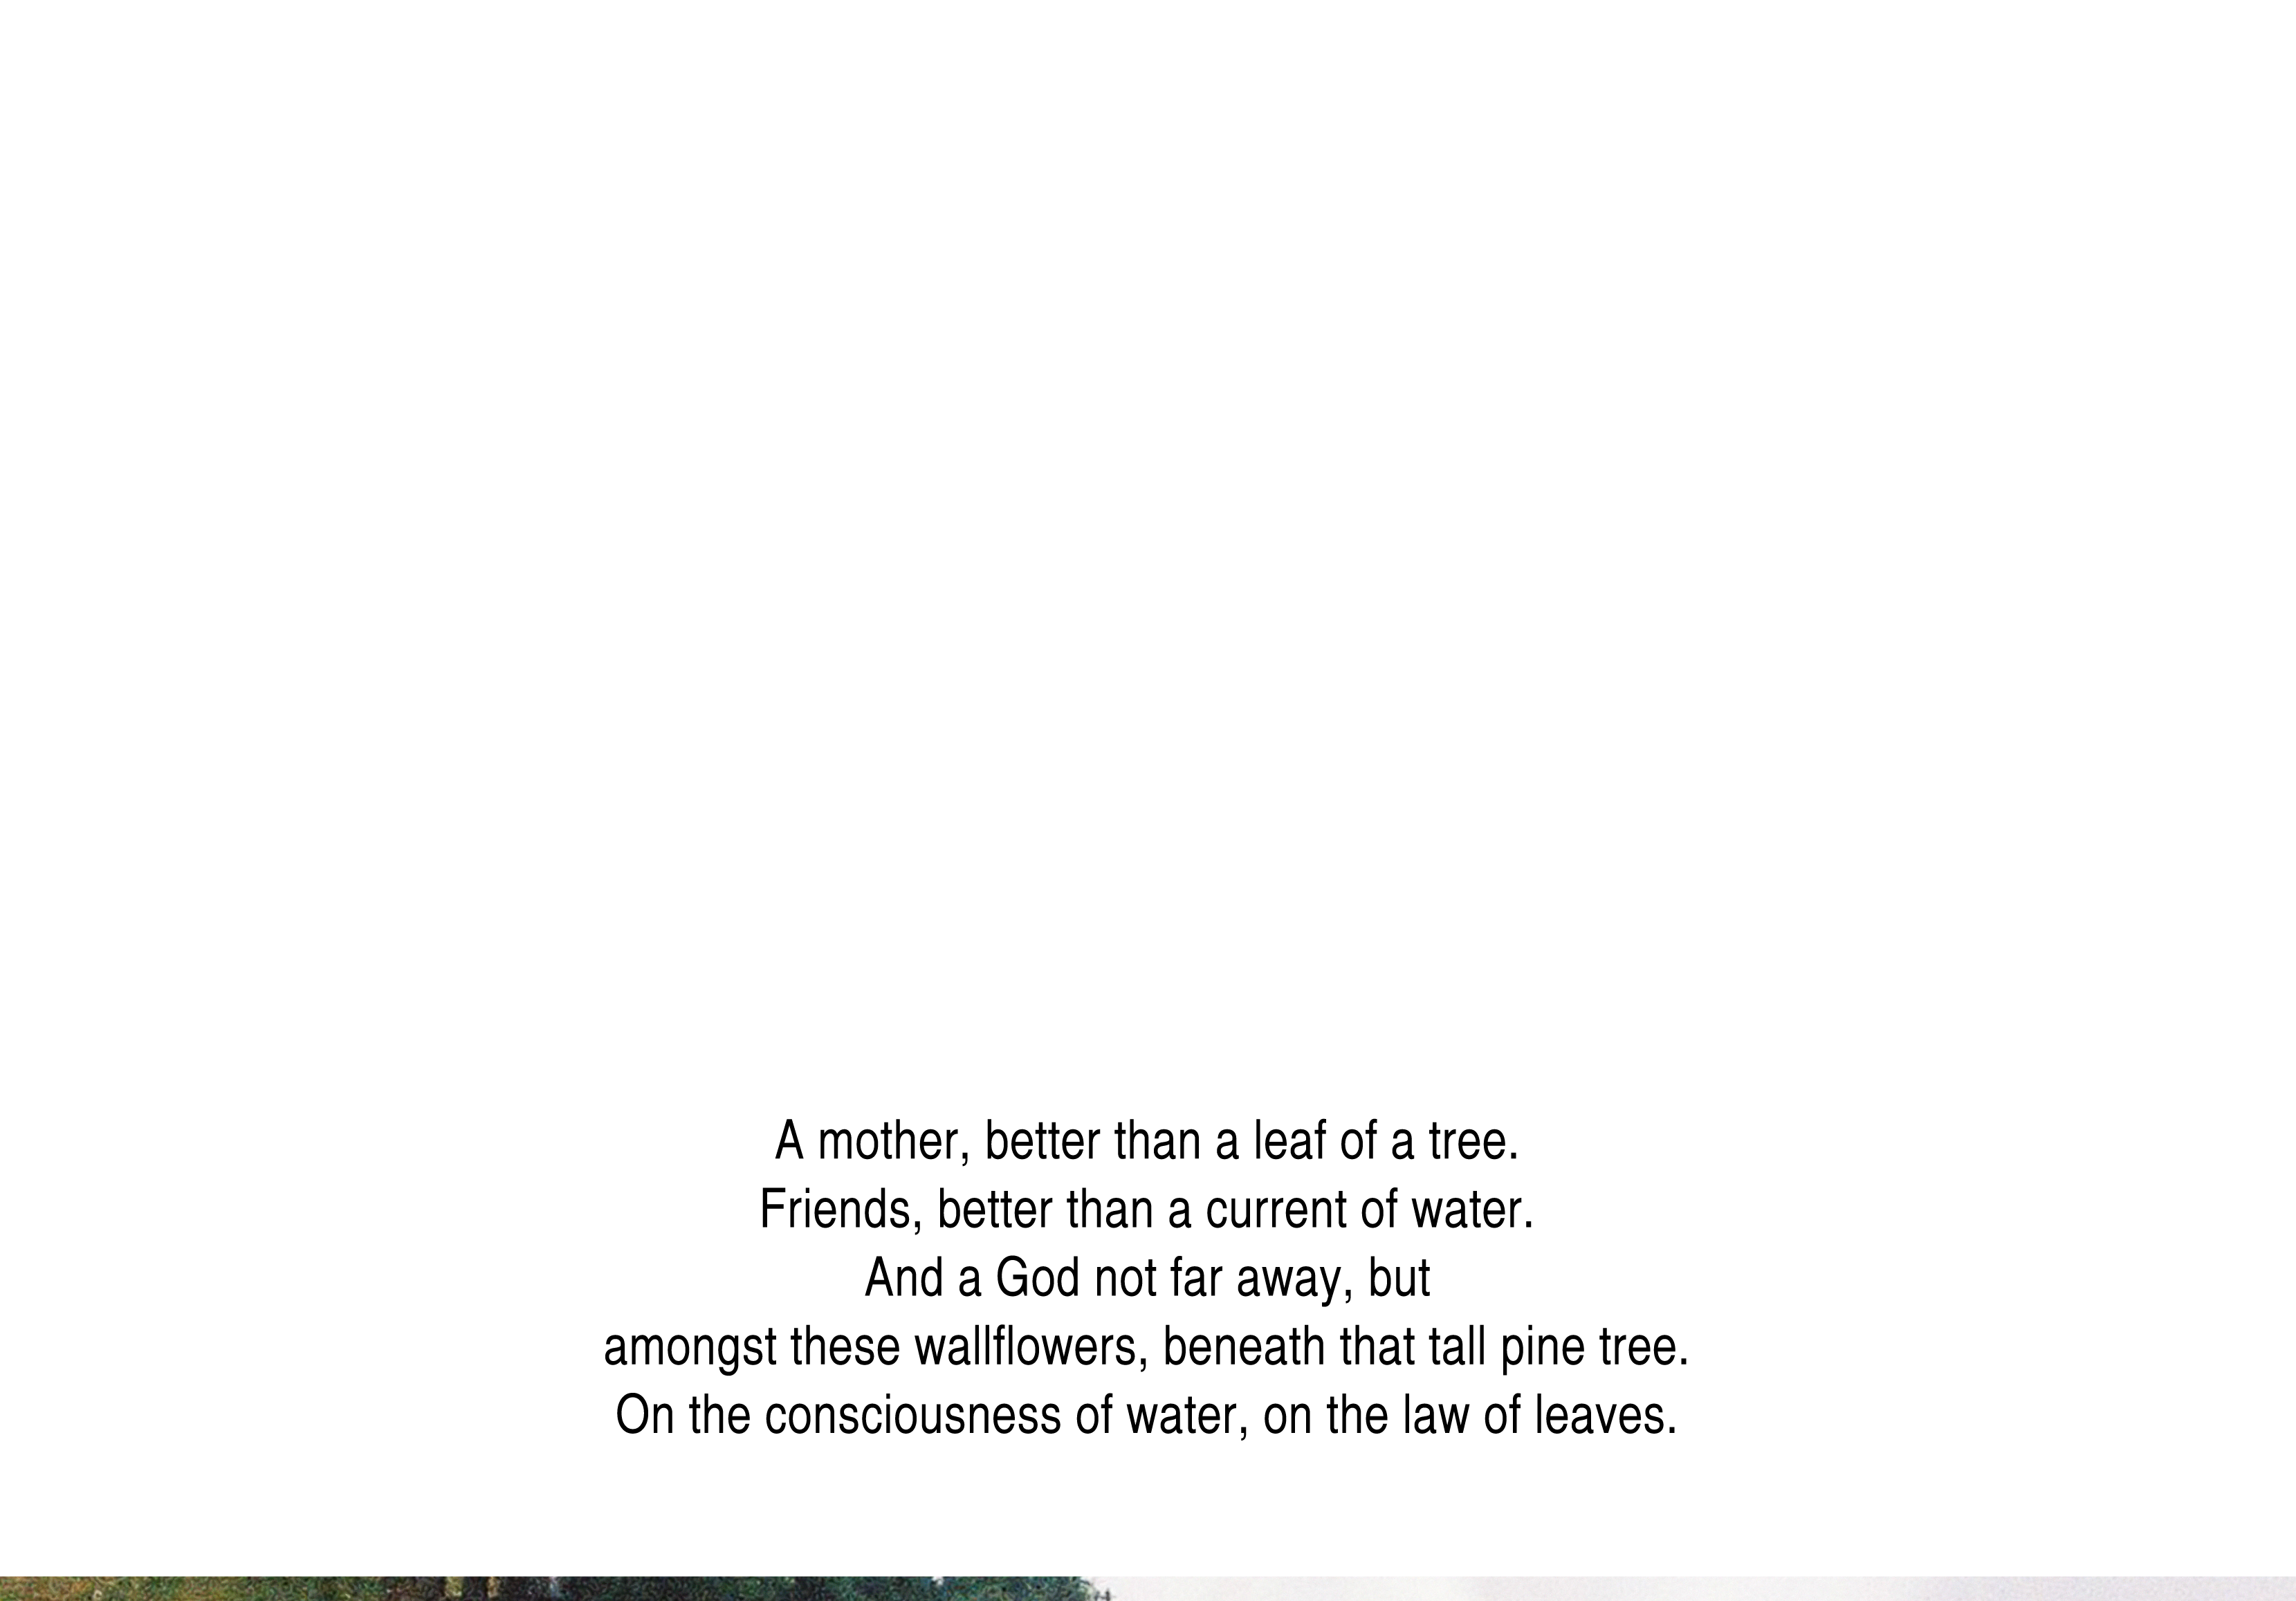 A mother, better than a leaf of a tree.
Friends, better than a current of water.
And a God not far away, but
amongst these wallflowers, beneath that tall pine tree.
On the consciousness of water, on the law of leaves.